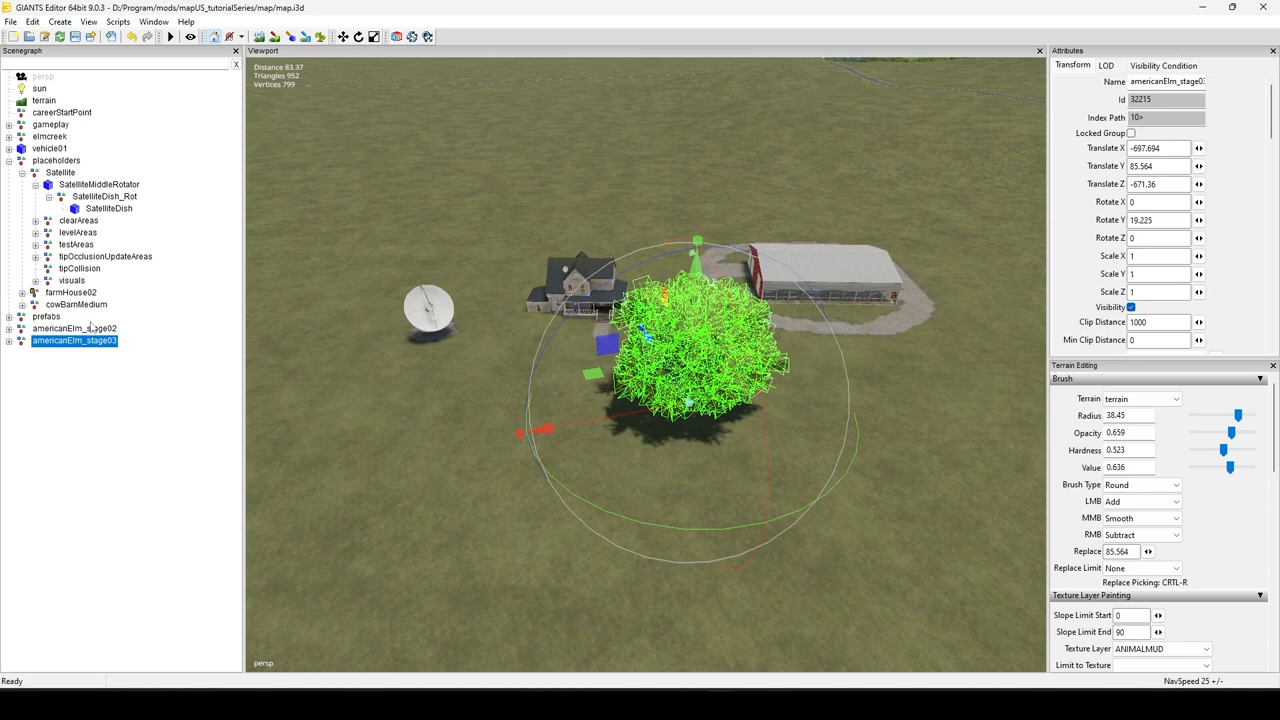 GIANTS Editor 64bit 9.0.3 - D:/Program/mods/mapUS_tutorialSeries/map/map.i3d
File Edit Create View Scripts Window Help
Scenegraph
X
persp
sun
terrain
careerStartPoint
gameplay
elmcreek
vehicle01
placeholders
Satellite
SatelliteMiddleRotator
SatelliteDish_Rot
SatelliteDish
clearAreas
levelAreas
testAreas
tipOcclusionUpdateAreas
tipCollision
visuals
farmHouse02
cowBarnMedium
prefabs
americanElm_stage02
americanElm_stage03
Viewport
Distance 83.37
Triangles 952
Vertices 799
persp
Attributes
Transform LOD Visibility Condition
Name americanElm_stage03
Id 32215
Index Path 10>
Locked Group
Translate X -697.694
Translate Y 85.564
Translate Z -671.36
Rotate X 0
Rotate Y 19.225
Rotate Z 0
Scale X 1
Scale Y 1
Scale Z 1
Visibility
Clip Distance 1000
Min Clip Distance 0
Terrain Editing
Brush
Terrain terrain
Radius 38.45
Opacity 0.659
Hardness 0.523
Value 0.636
Brush Type Round
LMB Add
MMB Smooth
RMB Subtract
Replace 85.564
Replace Limit None
Replace Picking: CRTL-R
Texture Layer Painting
Slope Limit Start 0
Slope Limit End 90
Texture Layer ANIMALMUD
Limit to Texture
Ready
NavSpeed 25 +/-